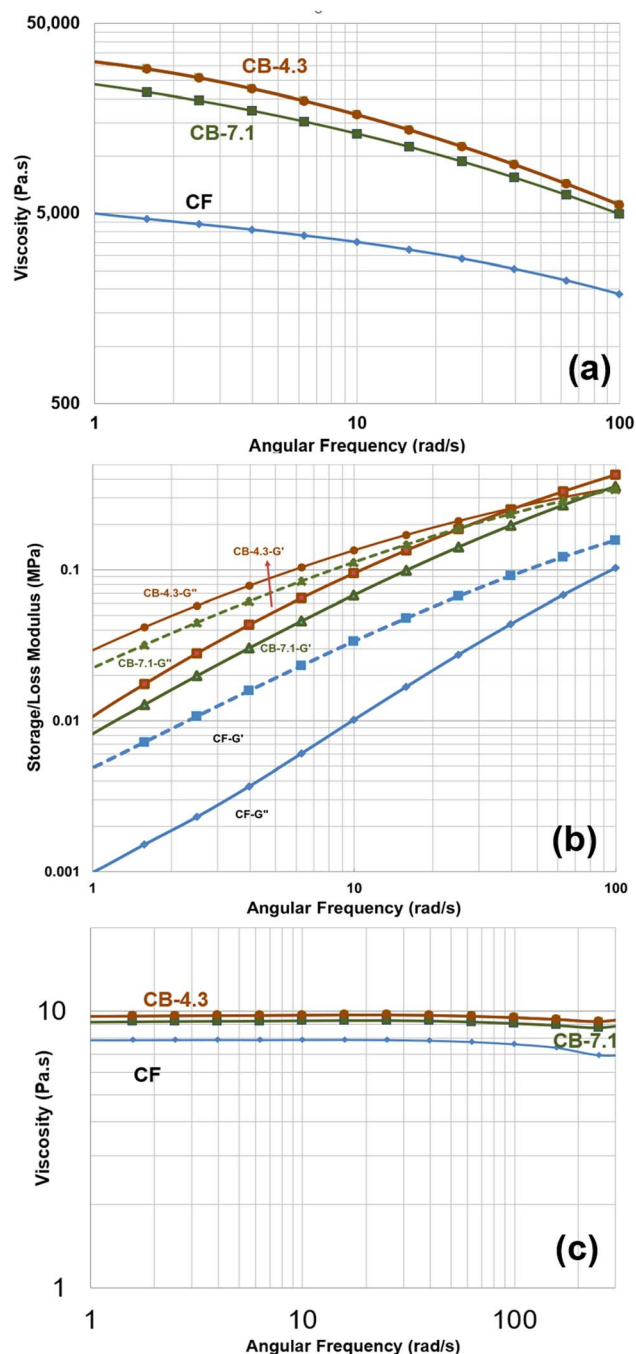 50,000
CB-4.3
CB-7.1
CF
5,000
500
Viscosity (Pa.s)
(a)
1
10
100
Angular Frequency (rad/s)
0.1
0.01
0.001
Storage/Loss Modulus (MPa)
CB-4.3-G'
CB-4.3-G"
CB-7.1-G"
CB-7.1-G'
CF-G'
CF-G"
(b)
1
10
100
Angular Frequency (rad/s)
10
1
Viscosity (Pa.s)
CB-4.3
CB-7.1
CF
(c)
1
10
100
Angular Frequency (rad/s)